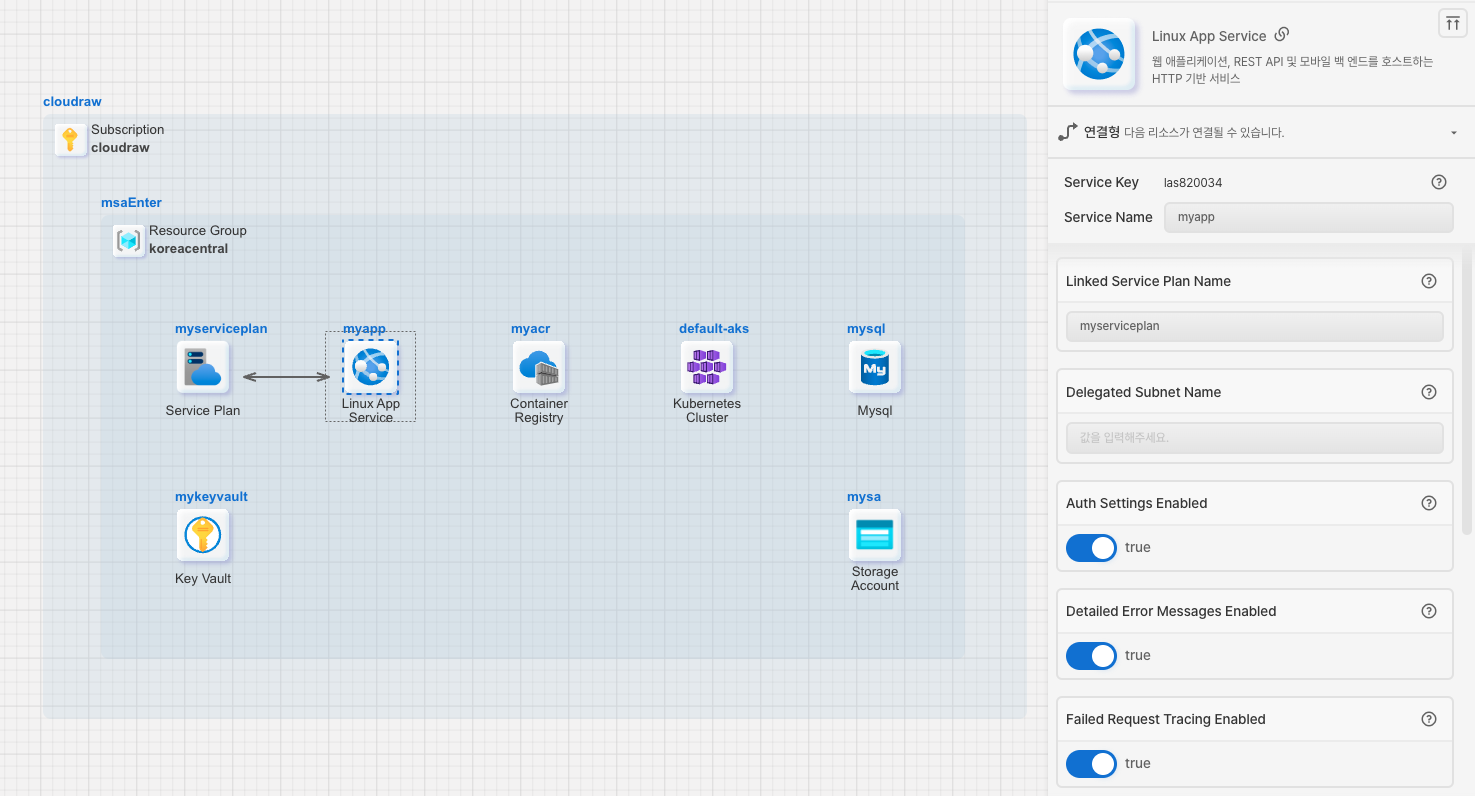 cloudraw
Subscription
cloudraw
msaEnter
Resource Group
koreacentral
myserviceplan
myapp
myacr
default-aks
mysql
Service Plan
Linux App
Service
Container
Registry
Kubernetes
Cluster
My
Mysql
mykeyvault
mysa
Key Vault
Storage
Account
Linux App Service
웹 애플리케이션, REST API 및 모바일 백 엔드를 호스트하는
HTTP 기반 서비스
연결형 다음 리소스가 연결될 수 있습니다.
Service Key las820034
Service Name myapp
Linked Service Plan Name
myserviceplan
Delegated Subnet Name
값을 입력해주세요.
Auth Settings Enabled
true
Detailed Error Messages Enabled
true
Failed Request Tracing Enabled
true